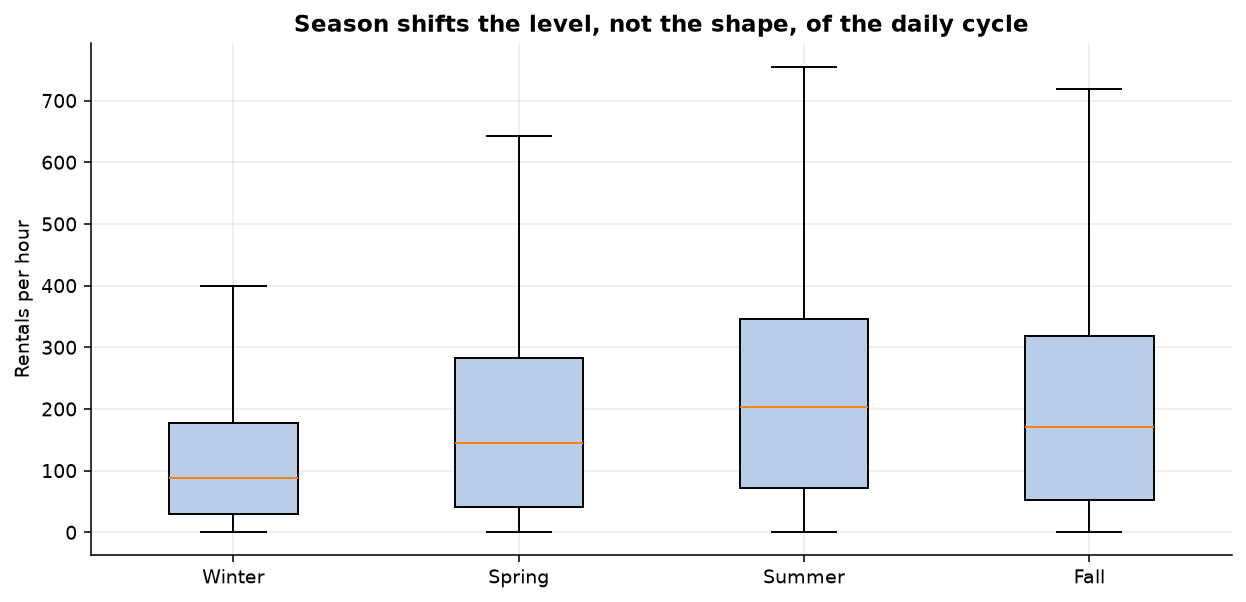 Season shifts the level, not the shape, of the daily cycle
Rentals per hour
700
600
500
400
300
200
100
0
Winter
Spring
Summer
Fall